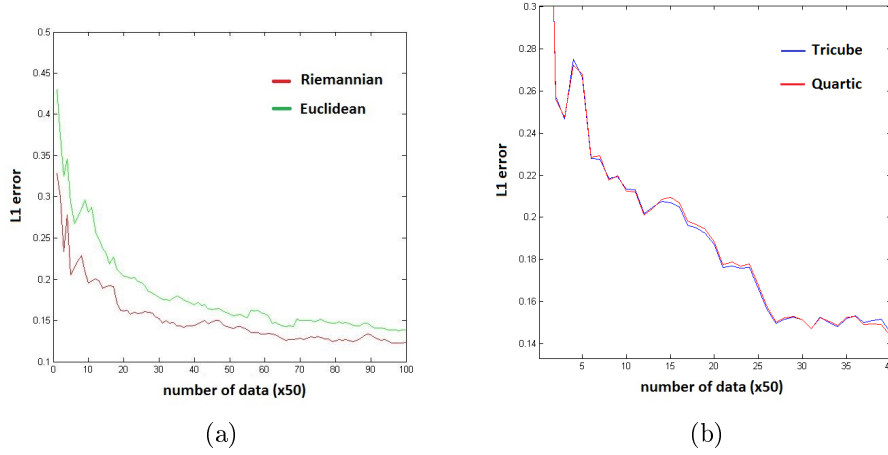 0.5
0.45
0.4
0.35
0.3
0.25
0.2
0.15
0.1
L1 error
Riemannian
Euclidean
0 10 20 30 40 50 60 70 80 90 100
number of data (x50)
(a)
0.3
0.28
0.26
0.24
0.22
0.2
0.18
0.16
0.14
L1 error
Tricube
Quartic
5 10 15 20 25 30 35 40
number of data (x50)
(b)